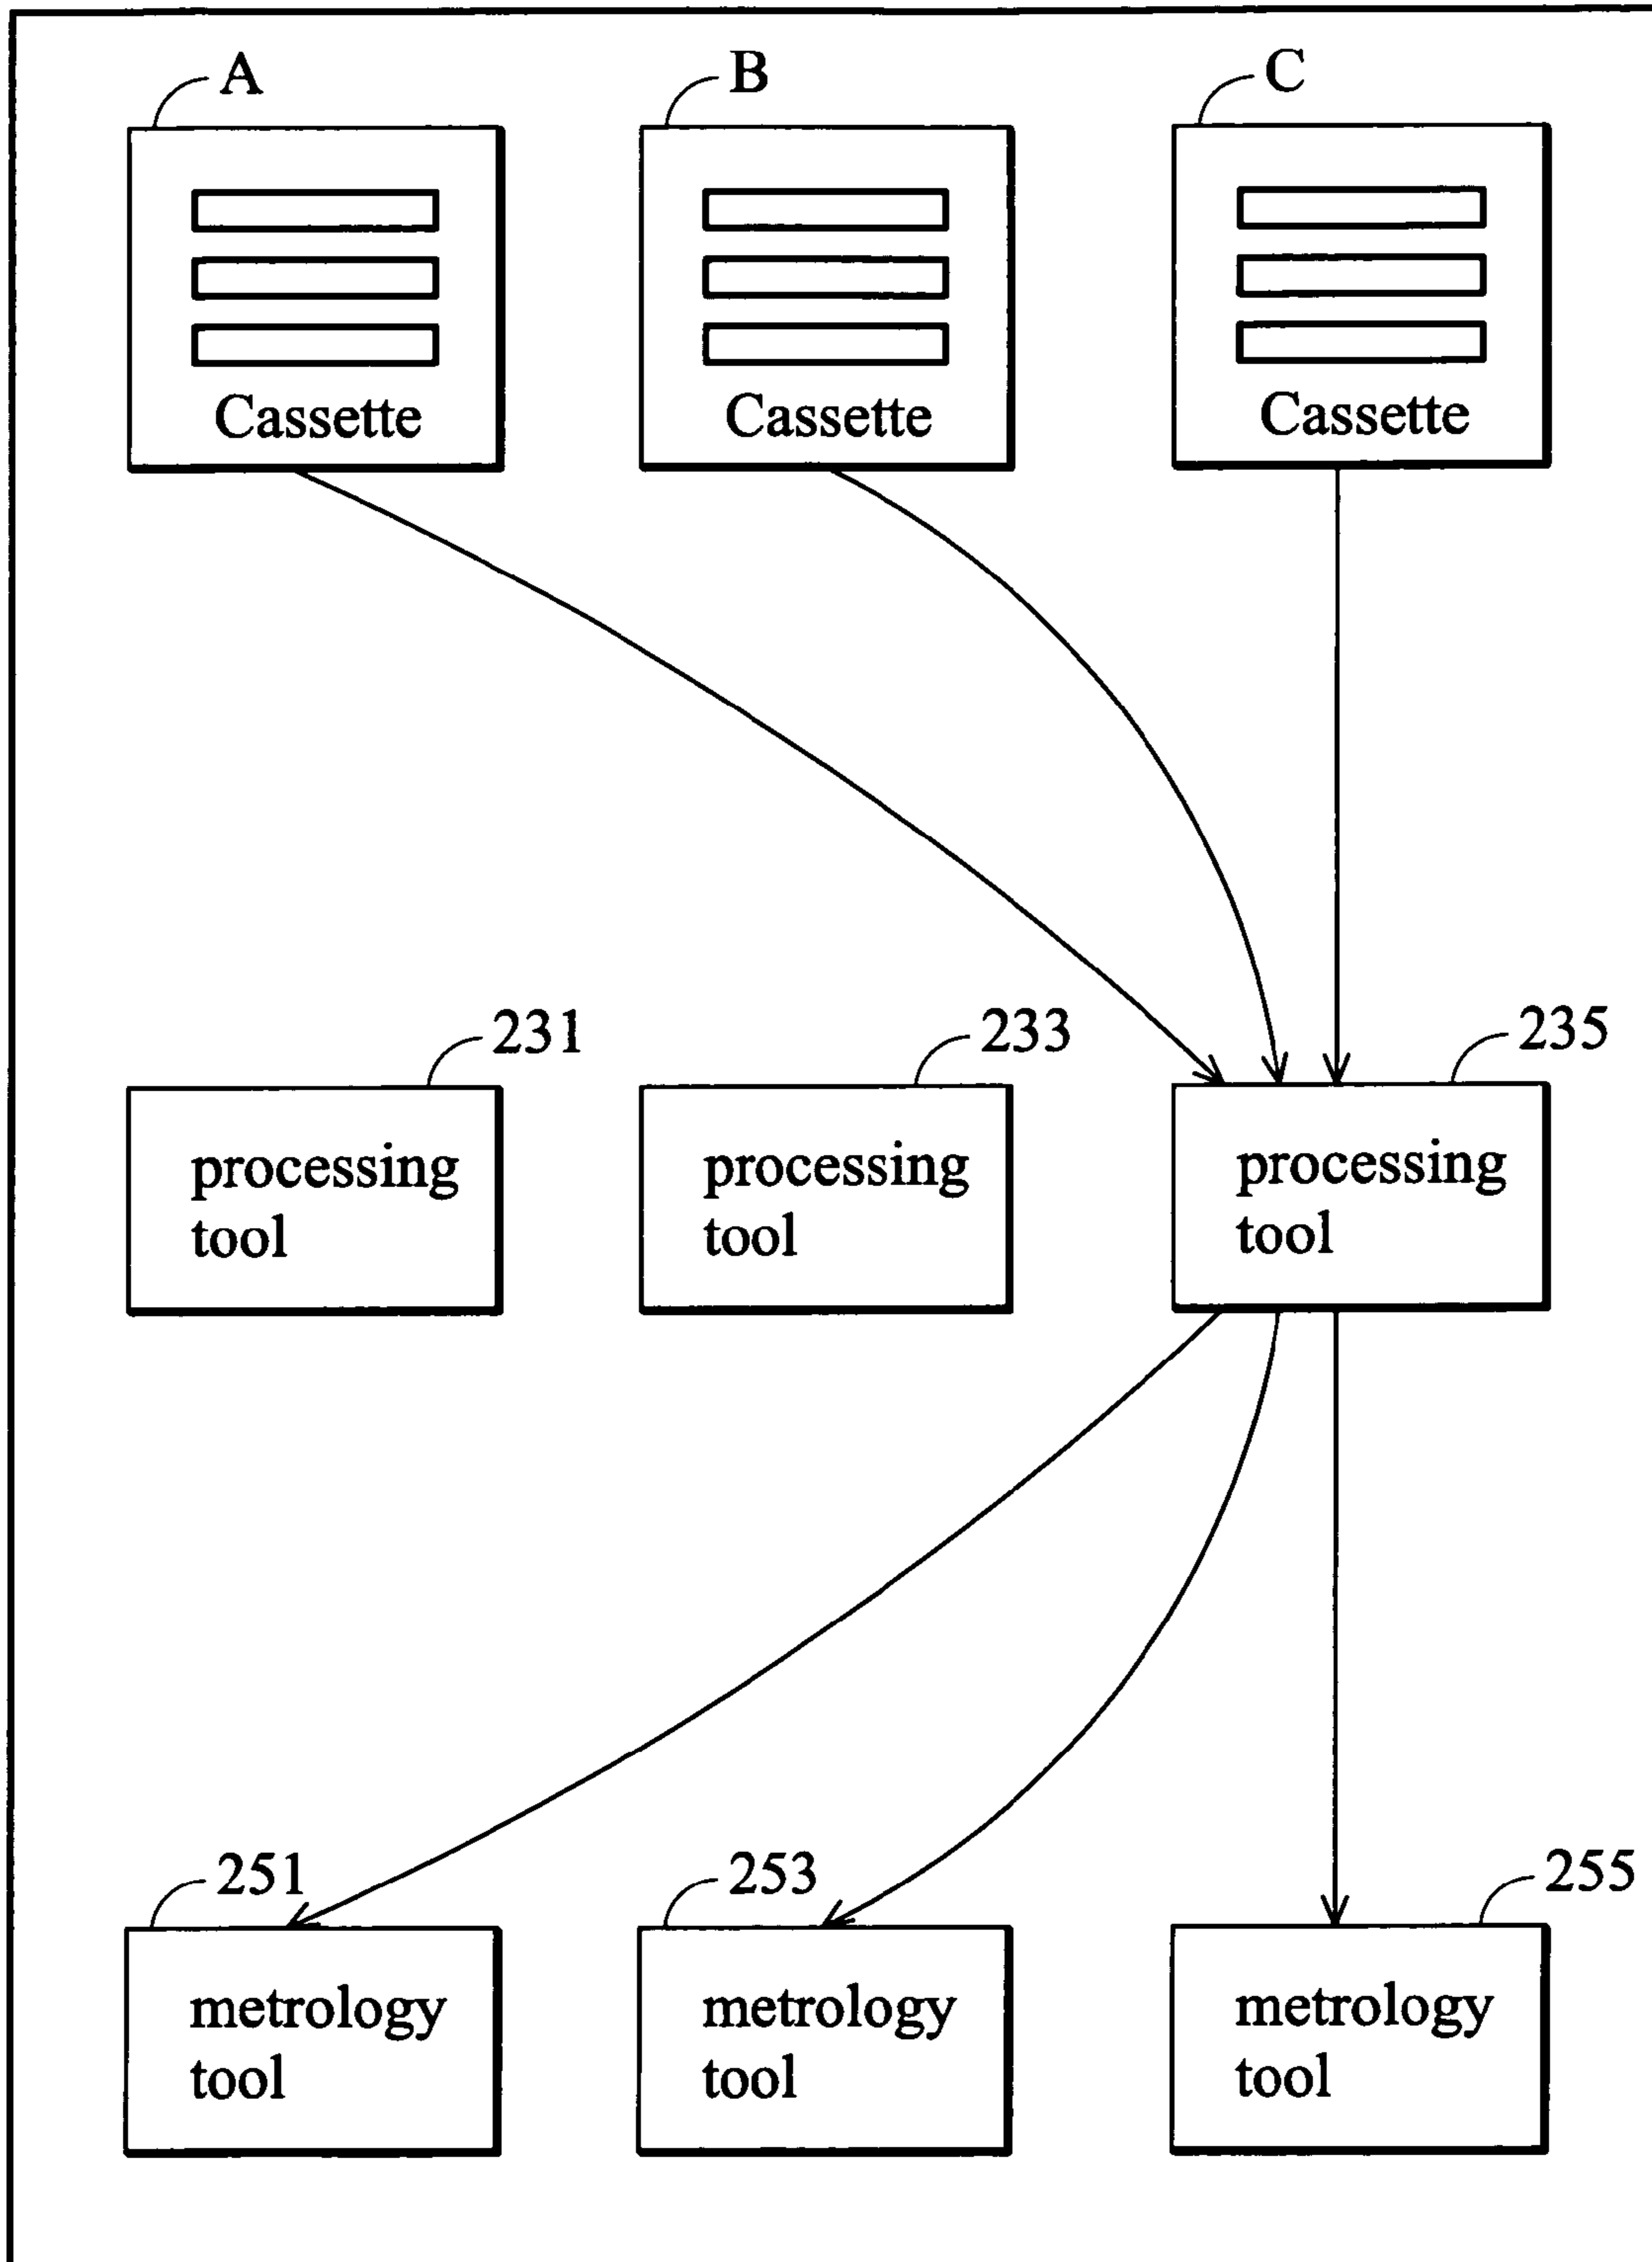 A B C
Cassette Cassette Cassette
231 233 235
processing processing processing
tool tool tool
251 253 255
metrology metrology metrology
tool tool tool